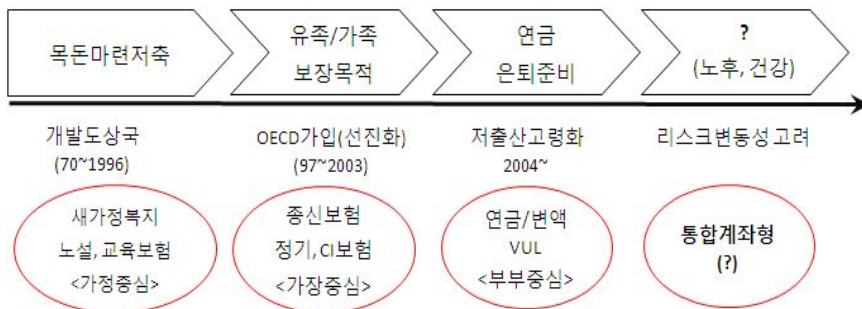 목돈마련저축
유족/가족
보장목적
연금
은퇴준비
?
(노후, 건강)
개발도상국
(70~1996)
OECD가입(선진화)
(97~2003)
저출산고령화
2004~
리스크변동성 고려
새가정복지
노설, 교육보험
<가정중심>
종신보험
정기, CI보험
<가장중심>
연금/변액
VUL
<부부중심>
통합계좌형
(?)